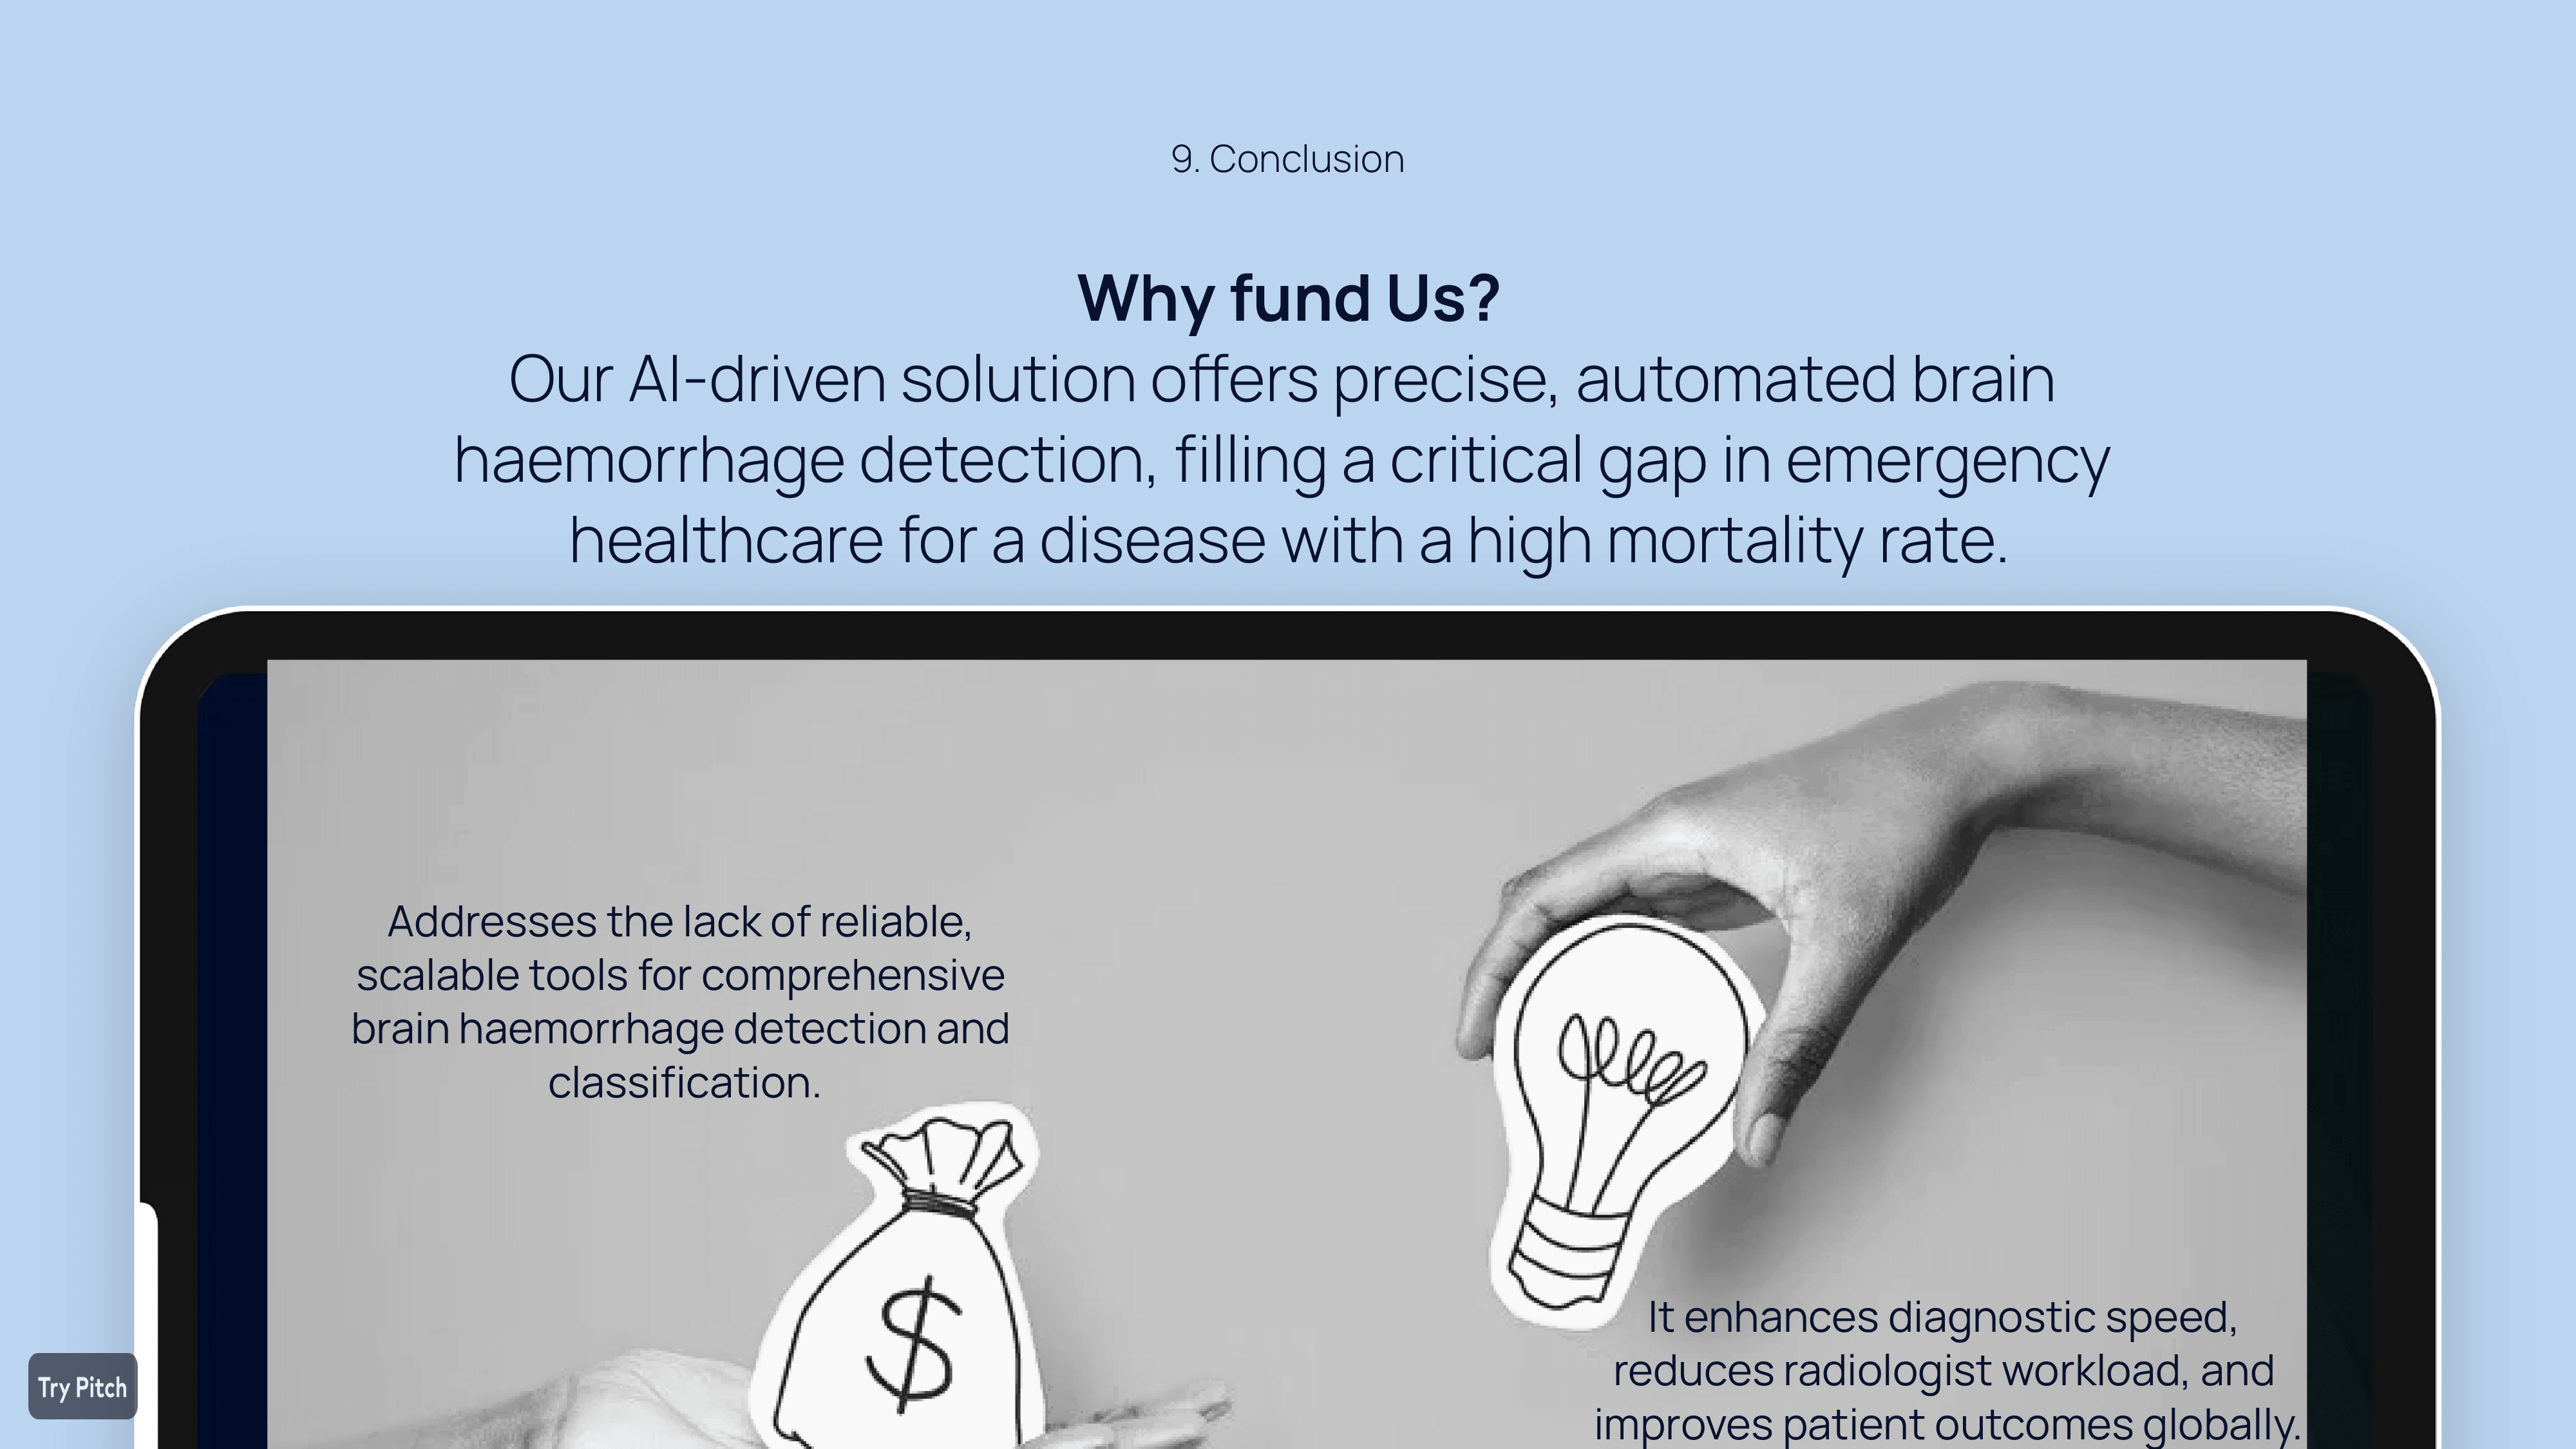 9. Conclusion
Why fund Us?
Our AI-driven solution offers precise, automated brain
haemorrhage detection, filling a critical gap in emergency
healthcare for a disease with a high mortality rate.
Addresses the lack of reliable,
scalable tools for comprehensive
brain haemorrhage detection and
classification.
$
It enhances diagnostic speed,
reduces radiologist workload, and
improves patient outcomes globally.
Try Pitch